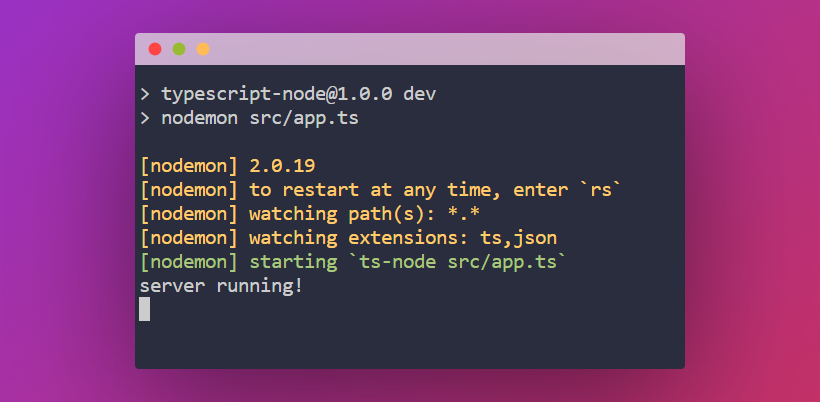 > typescript-node@1.0.0 dev
> nodemon src/app.ts
[nodemon] 2.0.19
[nodemon] to restart at any time, enter `rs`
[nodemon] watching path(s): *.*
[nodemon] watching extensions: ts,json
[nodemon] starting `ts-node src/app.ts`
server running!